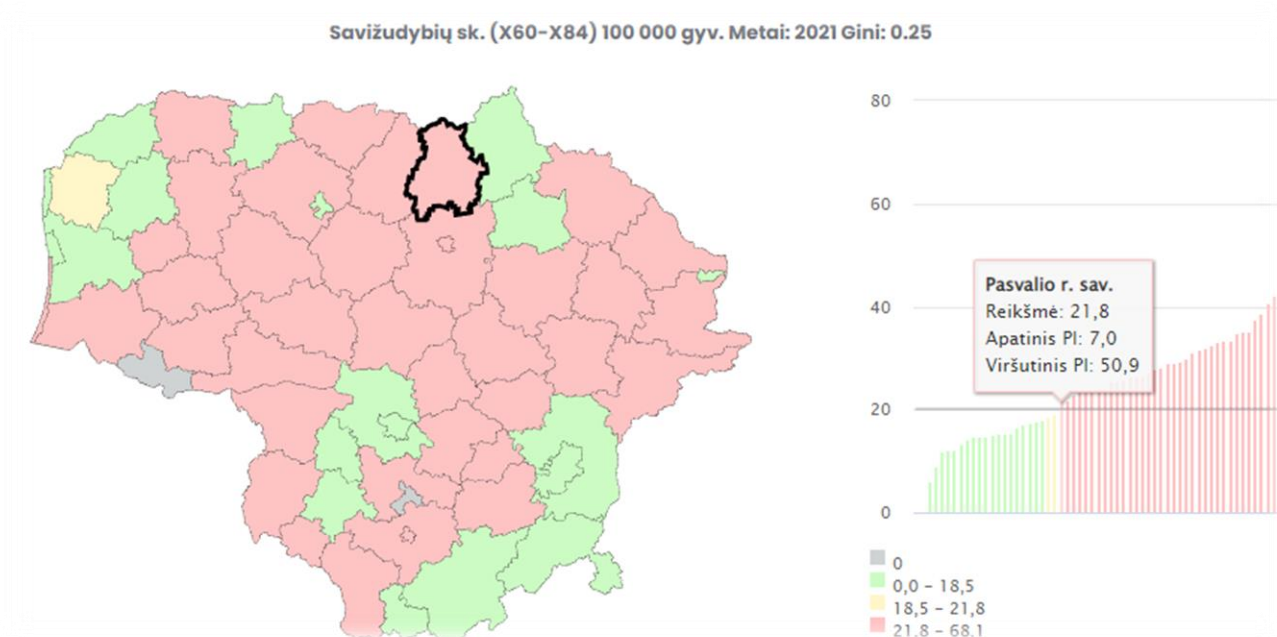 Savižudybių sk. (X60-X84) 100 000 gyv. Metai: 2021 Gini: 0.25
80
60
40
20
0
Pasvalio r. sav.
Reikšmė: 21,8
Apatinis PI: 7,0
Viršutinis PI: 50,9
0
0,0 - 18,5
18,5 - 21,8
21,8 - 68,1